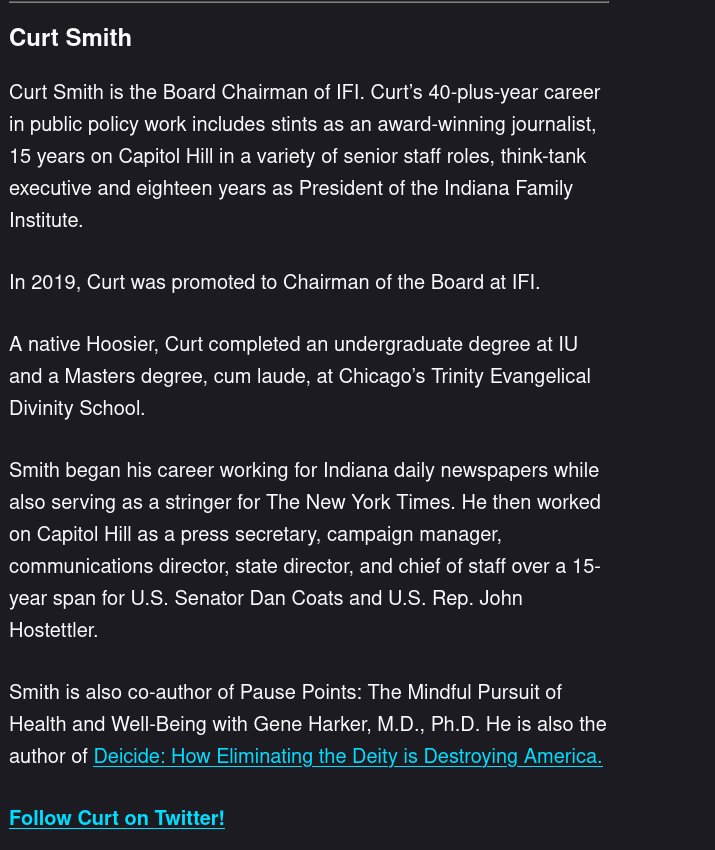 Curt Smith
Curt Smith is the Board Chairman of IFI. Curt’s 40-plus-year career
in public policy work includes stints as an award-winning journalist,
15 years on Capitol Hill in a variety of senior staff roles, think-tank
executive and eighteen years as President of the Indiana Family
Institute.
In 2019, Curt was promoted to Chairman of the Board at IFI.
A native Hoosier, Curt completed an undergraduate degree at IU
and a Masters degree, cum laude, at Chicago’s Trinity Evangelical
Divinity School.
Smith began his career working for Indiana daily newspapers while
also serving as a stringer for The New York Times. He then worked
on Capitol Hill as a press secretary, campaign manager,
communications director, state director, and chief of staff over a 15-
year span for U.S. Senator Dan Coats and U.S. Rep. John
Hostettler.
Smith is also co-author of Pause Points: The Mindful Pursuit of
Health and Well-Being with Gene Harker, M.D., Ph.D. He is also the
author of Deicide: How Eliminating the Deity is Destroying America.
Follow Curt on Twitter!